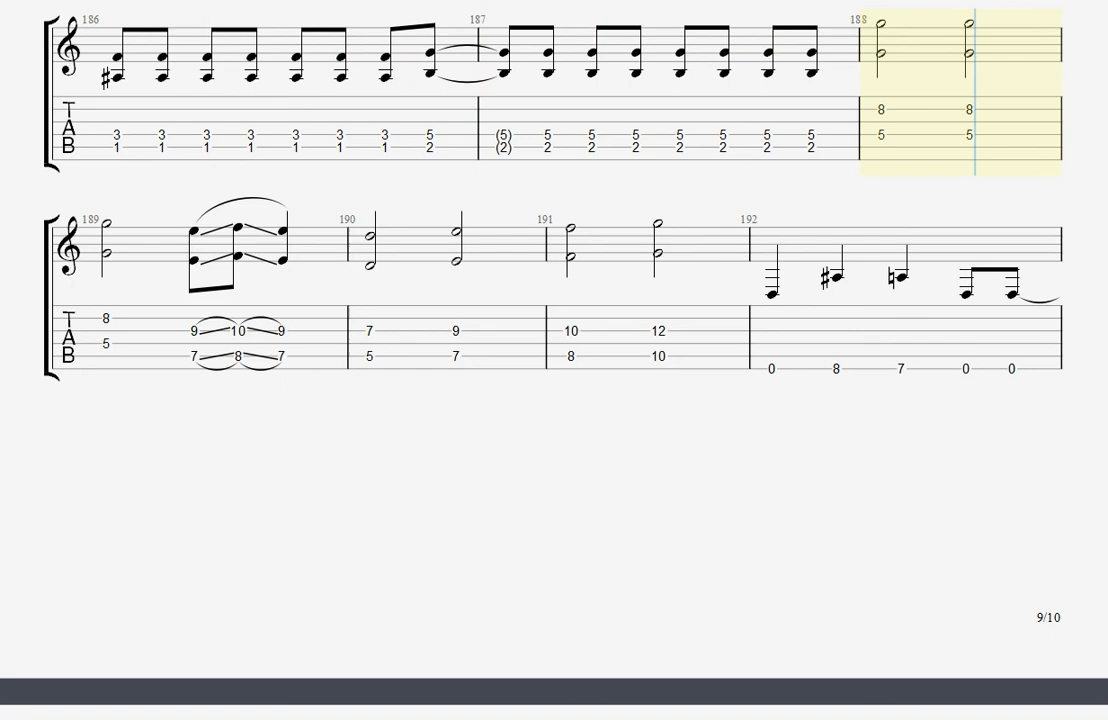 186 187 188
T 8 8
A 3 3 3 3 3 3 3 5 (5) 5 5 5 5 5 5 5 5 5
B 1 1 1 1 1 1 1 2 (2) 2 2 2 2 2 2 2
189 190 191 192
T 8
9 10 9 7 9 10 12
A 5
B 7 8 7 5 7 8 10
0 8 7 0 0
9/10